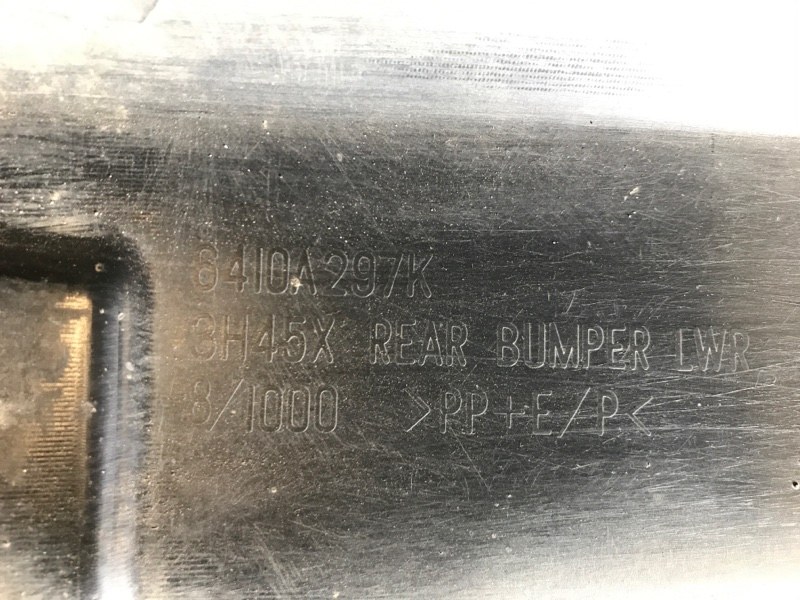 6410A297K
3H45X REAR BUMPER LWR
8/1000 >PP+E/P<